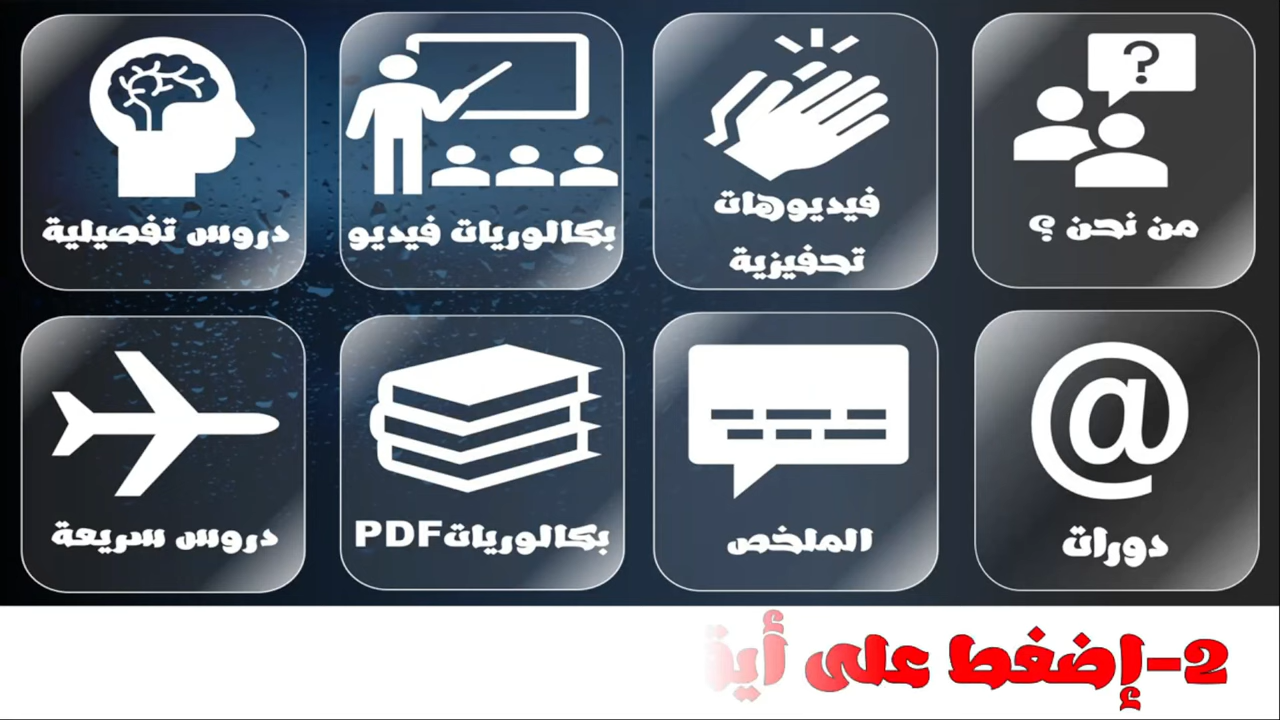 ?
من نحن ؟
فيديوهات
تحفيزية
بكالوريات فيديو
دروس تفصيلية
@
دورات
الملخص
بكالورياتPDF
دروس سريعة
2-إضغط على